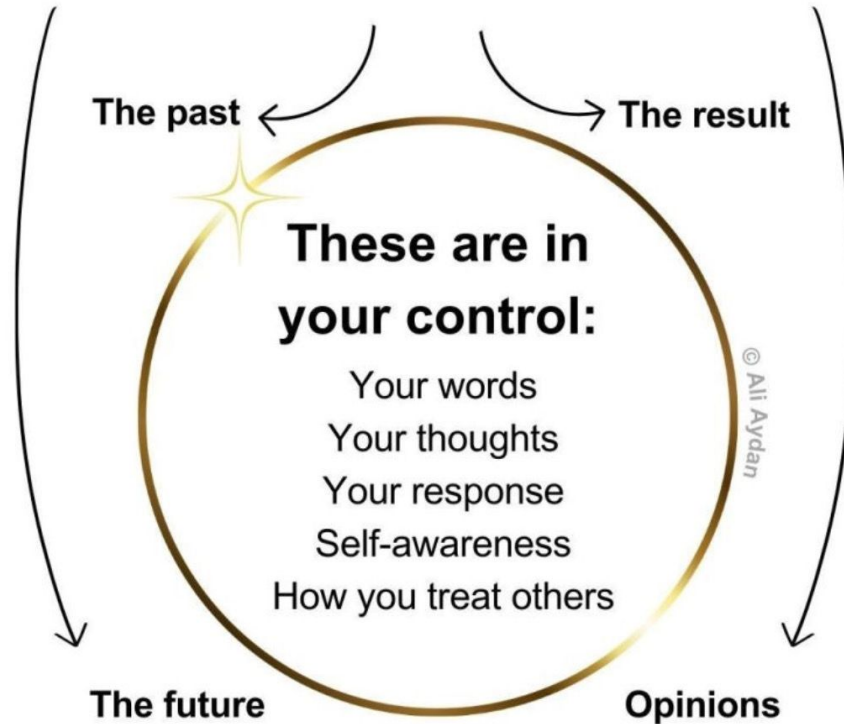 The past
The result
These are in
your control:
Your words
Your thoughts
Your response
Self-awareness
How you treat others
© Ali Aydan
The future
Opinions